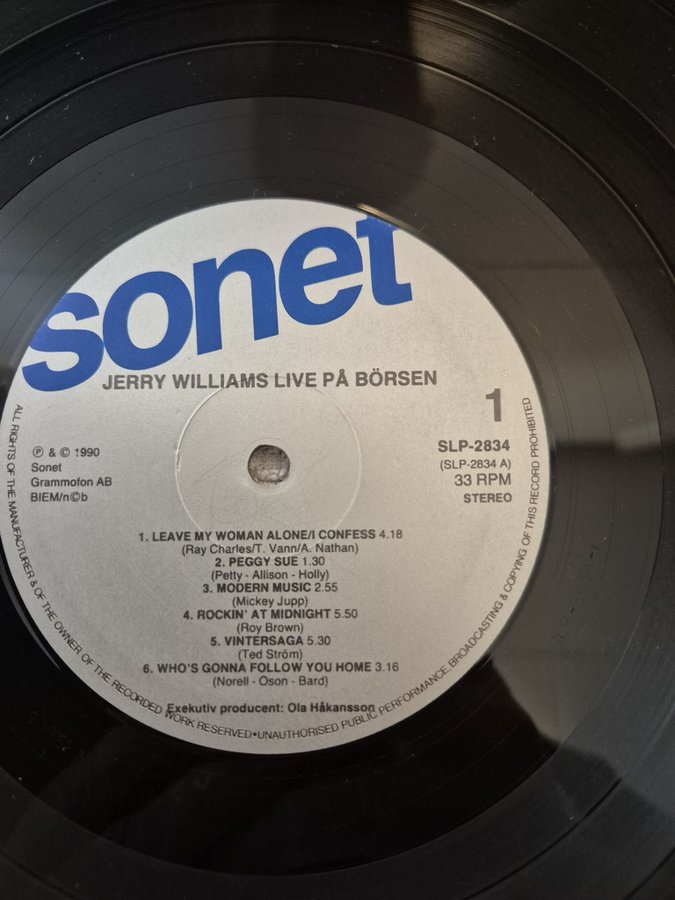 sonet
JERRY WILLIAMS LIVE PÅ BÖRSEN
1
SLP-2834
(SLP-2834 A)
33 RPM
STEREO
℗ & © 1990
Sonet
Grammofon AB
BIEM/n©b
1. LEAVE MY WOMAN ALONE/I CONFESS 4.18
(Ray Charles/T. Vann/A. Nathan)
2. PEGGY SUE 1.30
(Petty - Allison - Holly)
3. MODERN MUSIC 2.55
(Mickey Jupp)
4. ROCKIN' AT MIDNIGHT 5.50
(Roy Brown)
5. VINTERSAGA 5.30
(Ted Ström)
6. WHO'S GONNA FOLLOW YOU HOME 3.16
(Norell - Oson - Bard)
Exekutiv producent: Ola Håkansson
ALL RIGHTS OF THE MANUFACTURER & OF THE OWNER OF THE RECORDED WORK RESERVED•UNAUTHORISED PUBLIC PERFORMANCE, BROADCASTING & COPYING OF THIS RECORD PROHIBITED